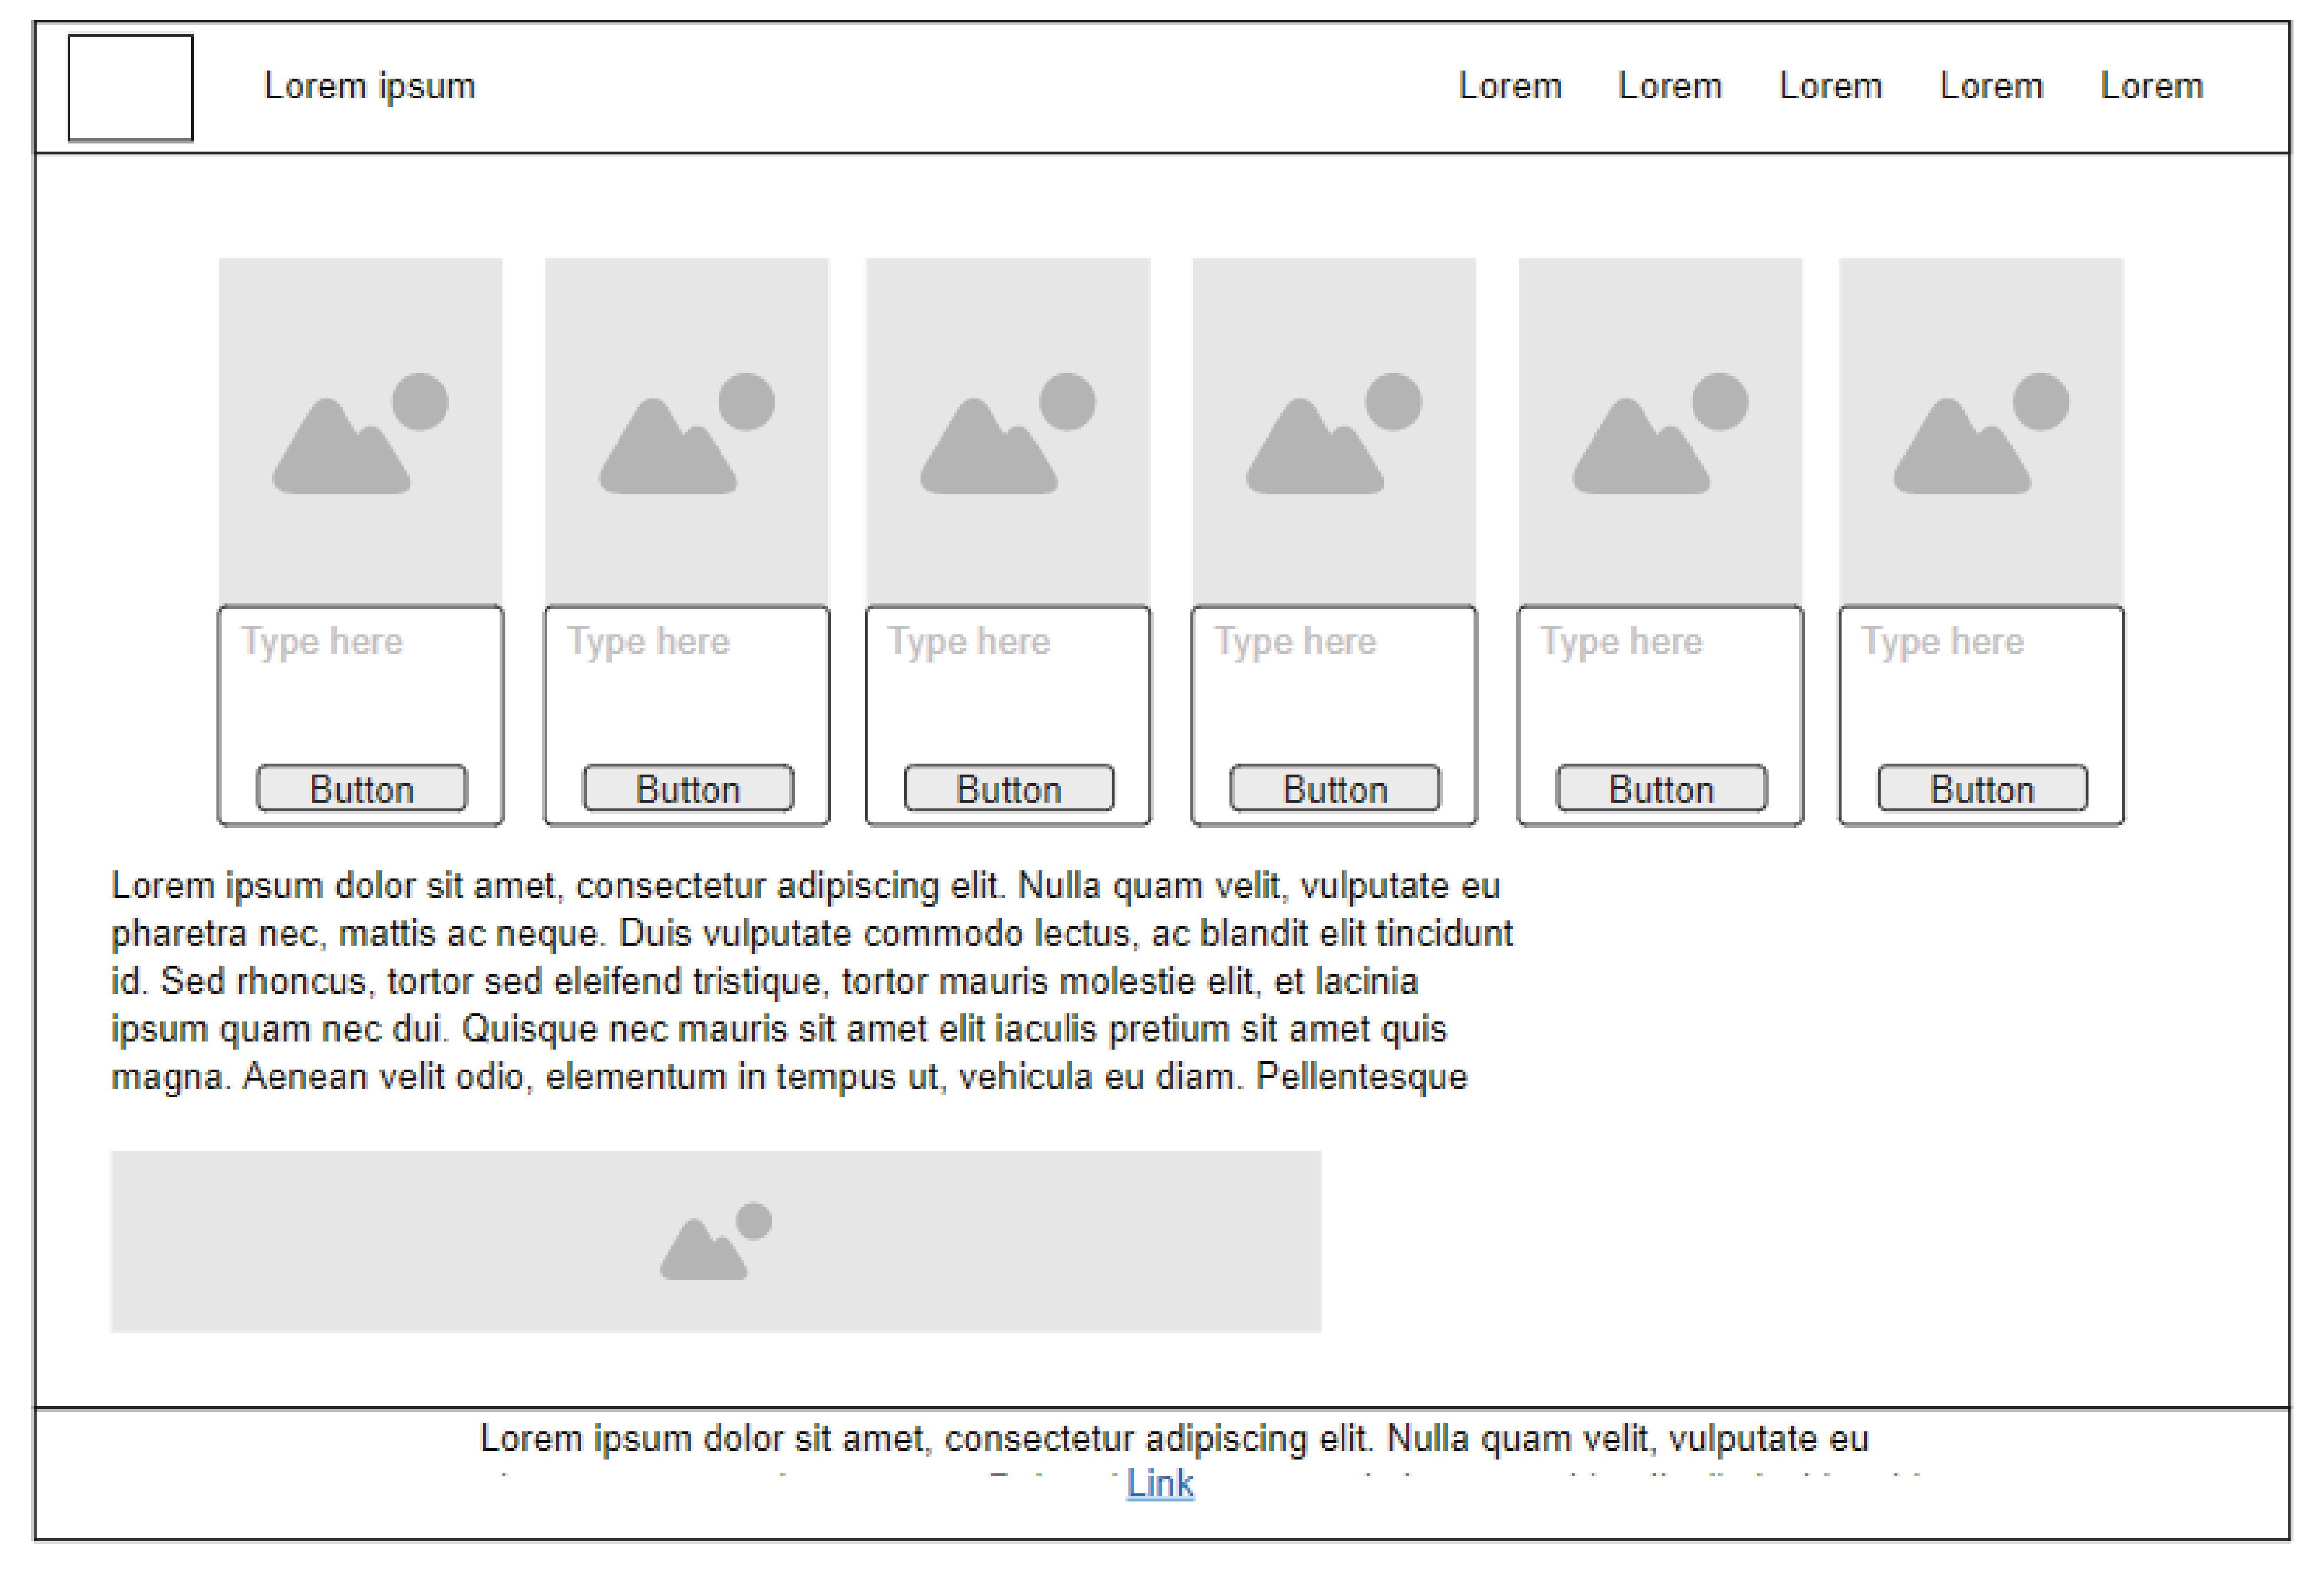 Lorem ipsum Lorem Lorem Lorem Lorem Lorem
Type here Type here Type here Type here Type here Type here
Button Button Button Button Button Button
Lorem ipsum dolor sit amet, consectetur adipiscing elit. Nulla quam velit, vulputate eu
pharetra nec, mattis ac neque. Duis vulputate commodo lectus, ac blandit elit tincidunt
id. Sed rhoncus, tortor sed eleifend tristique, tortor mauris molestie elit, et lacinia
ipsum quam nec dui. Quisque nec mauris sit amet elit iaculis pretium sit amet quis
magna. Aenean velit odio, elementum in tempus ut, vehicula eu diam. Pellentesque
Lorem ipsum dolor sit amet, consectetur adipiscing elit. Nulla quam velit, vulputate eu
Link